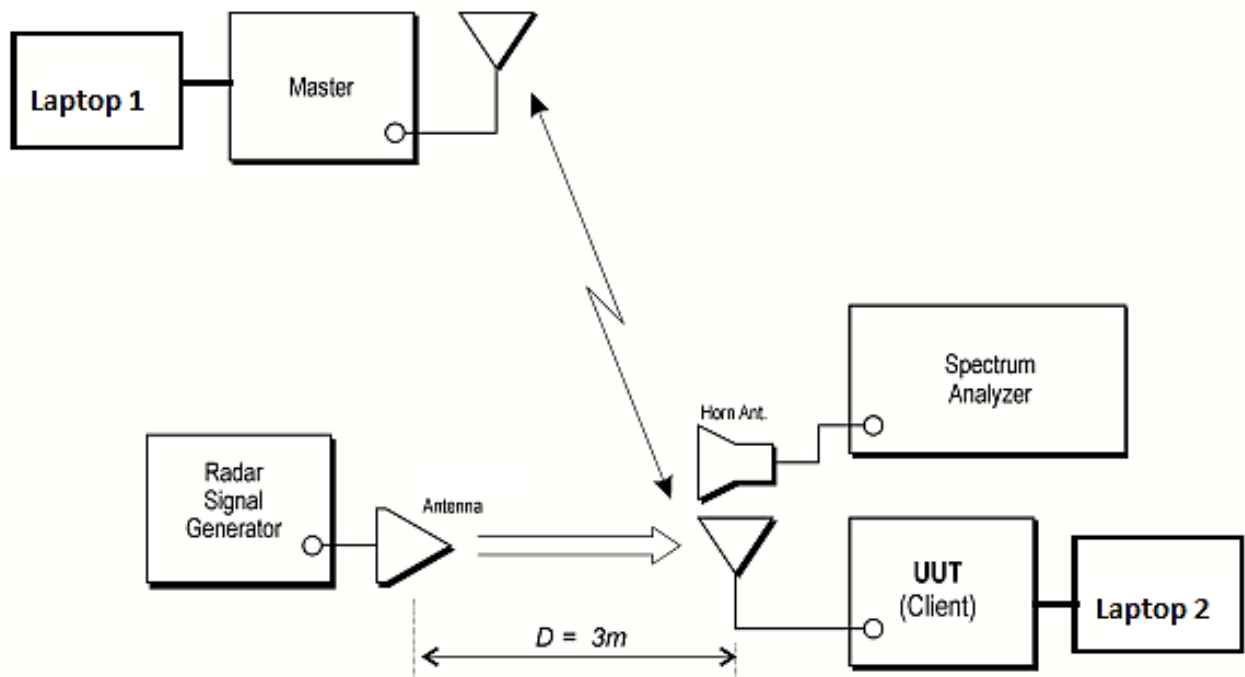 Laptop 1
Master
Spectrum
Analyzer
Horn Ant.
Radar
Signal
Generator
Antenna
UUT
(Client)
Laptop 2
D = 3m